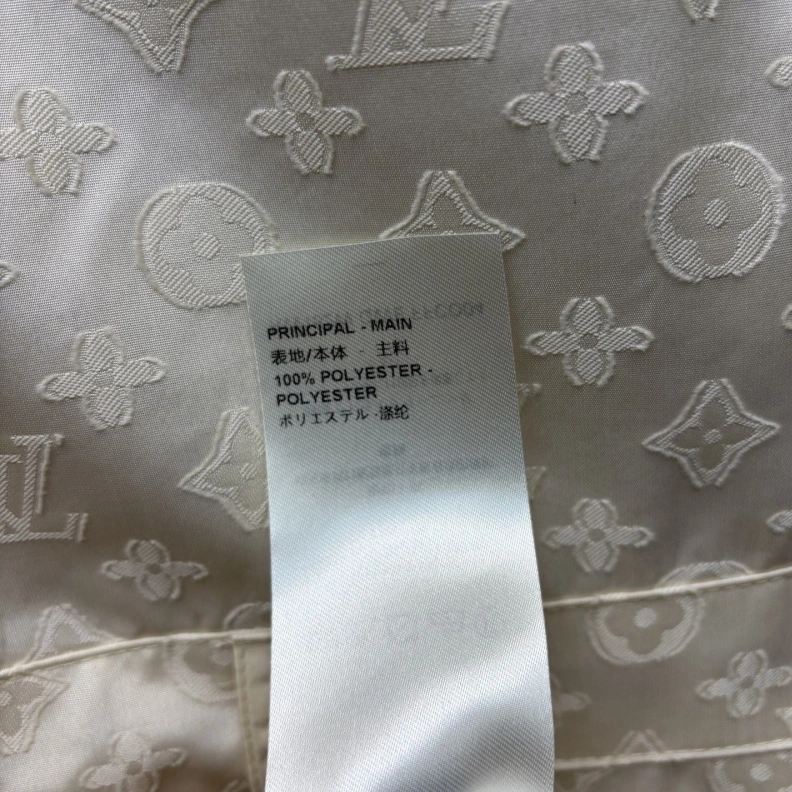 PRINCIPAL - MAIN
表地/本体 - 主料
100% POLYESTER -
POLYESTER
ポリエステル -涤纶